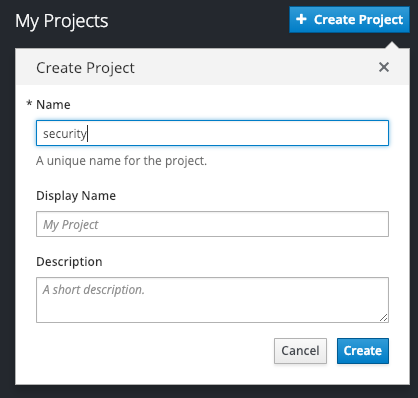 My Projects
+ Create Project
Create Project ×
* Name
security
A unique name for the project.
Display Name
My Project
Description
A short description.
Cancel Create